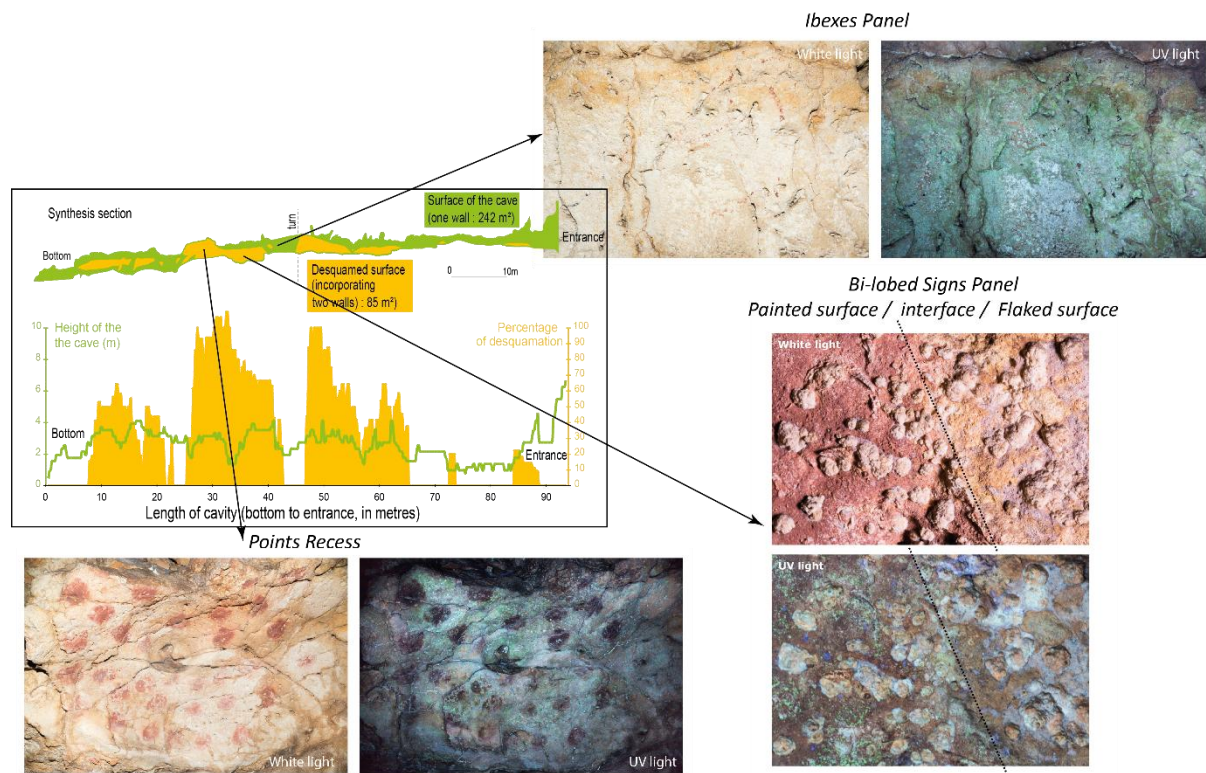 Ibexes Panel
White light
UV light
Synthesis section
turn
Surface of the cave
(one wall : 242 m²)
Entrance
Bottom
Desquamed surface
(incorporating
two walls) : 85 m²)
0 10m
Bi-lobed Signs Panel
Painted surface / interface / Flaked surface
White light
UV light
Height of the
the cave (m)
Percentage
of desquamation
10
8
6
4
2
0
100
90
80
70
60
50
40
30
20
10
0
Bottom
Entrance
0 10 20 30 40 50 60 70 80 90
Length of cavity (bottom to entrance, in metres)
Points Recess
White light
UV light